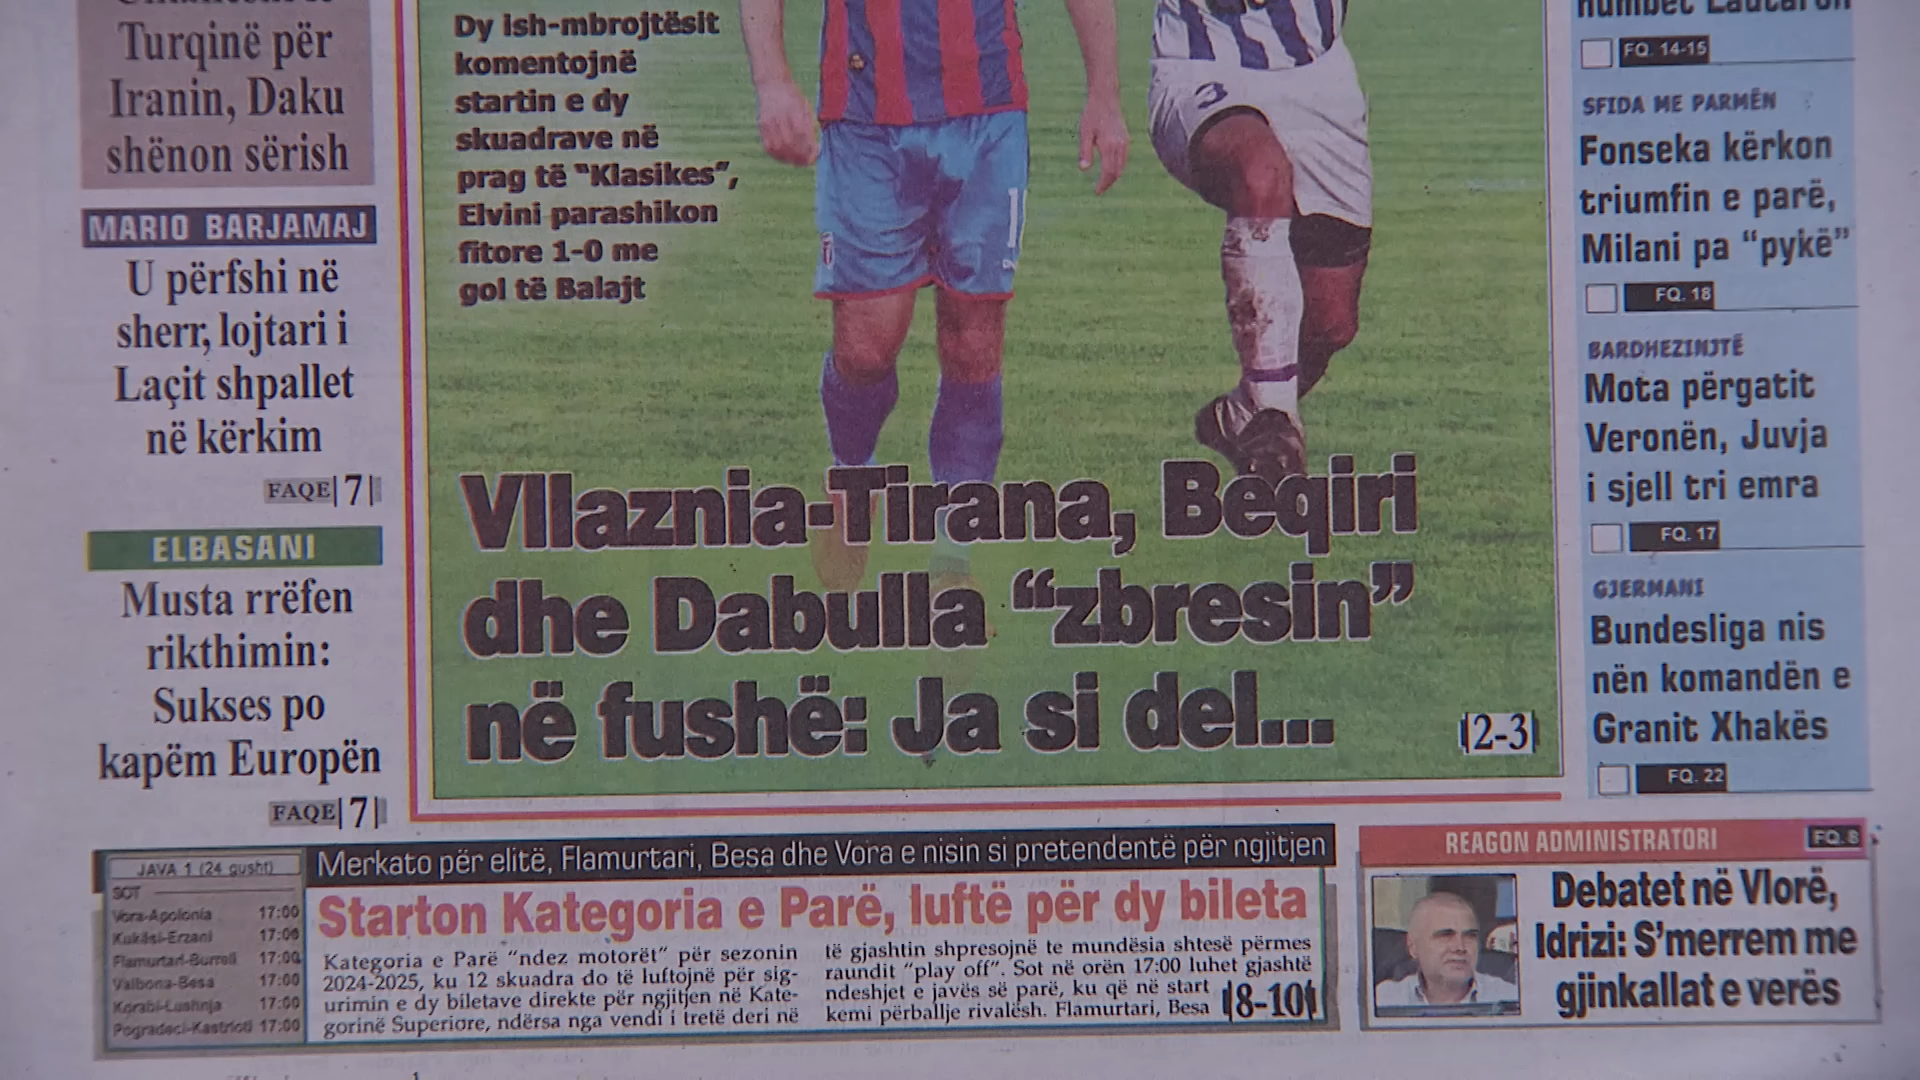 Turqinë për
Iranin, Daku
shënon sërish
MARIO BARJAMAJ
U përfshi në
sherr, lojtari i
Laçit shpallet
në kërkim
FAQE 7
ELBASANI
Musta rrëfen
rikthimin:
Sukses po
kapëm Europën
FAQE 7
Dy ish-mbrojtësit
komentojnë
startin e dy
skuadrave në
prag të "Klasikes",
Elvini parashikon
fitore 1-0 me
gol të Balajt
3
1
Vllaznia-Tirana, Beqiri
dhe Dabulla “zbresin”
në fushë: Ja si del...
2-3
humbet Lautaron
FQ. 14-15
SFIDA ME PARMËN
Fonseka kërkon
triumfin e parë,
Milani pa “pykë”
FQ. 18
BARDHEZINJTË
Mota përgatit
Veronën, Juvja
i sjell tri emra
FQ. 17
GJERMANI
Bundesliga nis
nën komandën e
Granit Xhakës
FQ. 22
JAVA 1 (24 gusht)
SOT
Vora-Apolonia 17:00
Kukësi-Erzeni 17:00
Flamurtari-Burreli 17:00
Valbona-Besa 17:00
Korabi-Lushnja 17:00
Pogradeci-Kastrioti 17:00
Merkato për elitë, Flamurtari, Besa dhe Vora e nisin si pretendentë për ngjitjen
Starton Kategoria e Parë, luftë për dy bileta
Kategoria e Parë "ndez motorët" për sezonin
2024-2025, ku 12 skuadra do të luftojnë për sig-
urimin e dy biletave direkte për ngjitjen në Kate-
gorinë Superiore, ndërsa nga vendi i tretë deri në
të gjashtin shpresojnë te mundësia shtesë përmes
raundit "play off". Sot në orën 17:00 luhet gjashtë
ndeshjet e javës së parë, ku që në start
kemi përballje rivalësh. Flamurtari, Besa
8-10
REAGON ADMINISTRATORI
FQ. 8
Debatet në Vlorë,
Idrizi: S’merrem me
gjinkallat e verës